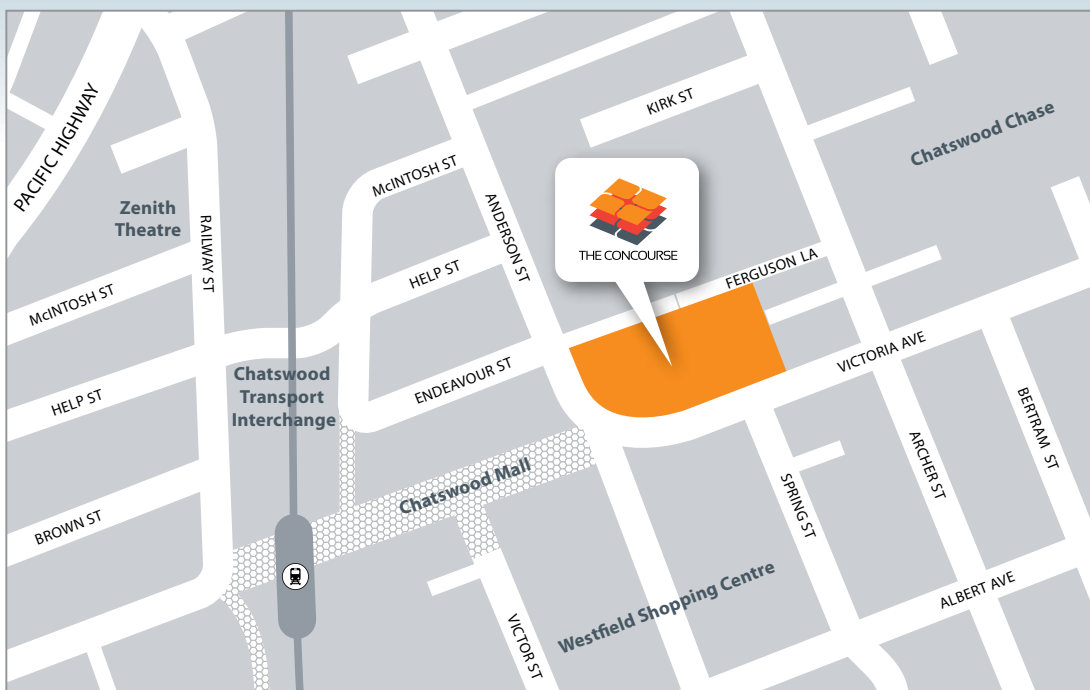 PACIFIC HIGHWAY
KIRK ST
Chatswood Chase
McINTOSH ST
Zenith
Theatre
RAILWAY ST
ANDERSON ST
THE CONCOURSE
FERGUSON LA
HELP ST
McINTOSH ST
VICTORIA AVE
Chatswood
Transport
Interchange
ENDEAVOUR ST
HELP ST
BERTRAM ST
ARCHER ST
Chatswood Mall
SPRING ST
BROWN ST
ALBERT AVE
Westfield Shopping Centre
VICTOR ST